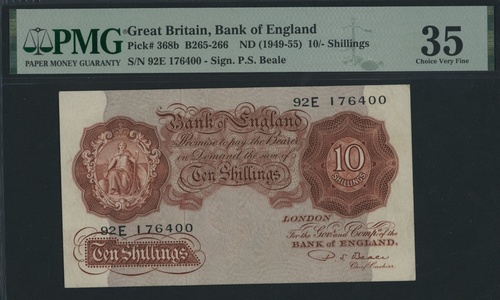 PMG
PAPER MONEY GUARANTY
Great Britain, Bank of England
Pick# 368b B265-266 ND (1949-55) 10/- Shillings
S/N 92E 176400 - Sign. P.S. Beale
35
Choice Very Fine
92E 176400
Bank of England
Promise to pay the Bearer
on Demand the sum of
Ten Shillings
10
SHILLINGS
LONDON
For the Govr. and Compa. of the
BANK OF ENGLAND.
92E 176400
Ten Shillings
P S Beale
Chief Cashier